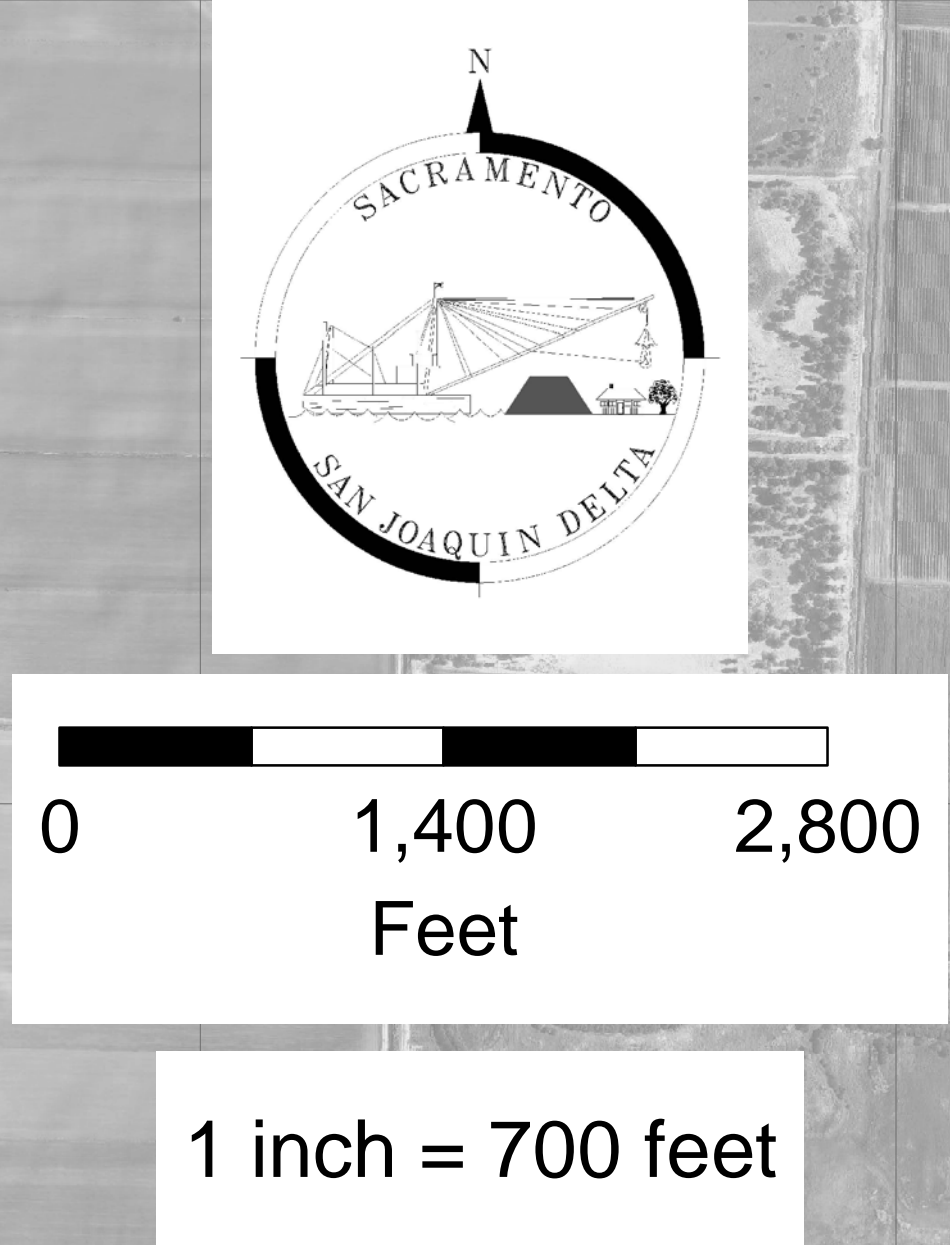 N
SACRAMENTO
SAN JOAQUIN DELTA
0 1,400 2,800
Feet
1 inch = 700 feet